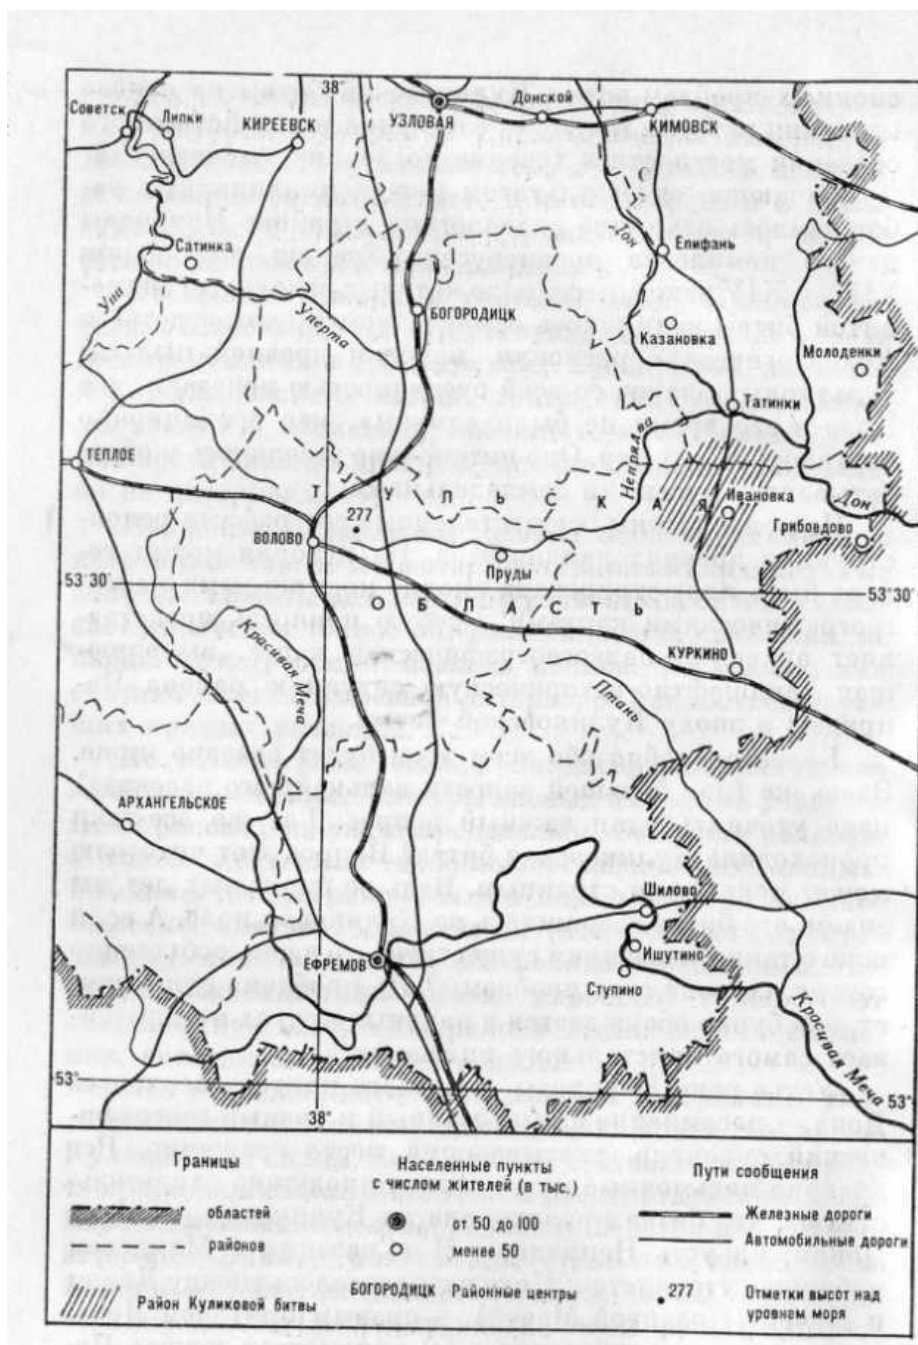 38°
Советск
Липки
КИРЕЕВСК
УЗЛОВАЯ
Донской
КИМОВСК
Сатинка
Дон
Епифань
Упа
Уперта
БОГОРОДИЦК
Казановка
Молоденки
Татинки
ТЕПЛОЕ
Непрядва
ТУЛЬСКАЯ
Ивановка
Дон
277
ВОЛОВО
Грибоедово
Пруды
53°30'
53°30'
ОБЛАСТЬ
Красивая Меча
КУРКИНО
АРХАНГЕЛЬСКОЕ
Шилово
Ишутино
ЕФРЕМОВ
Ступино
Красивая Меча
53°
53°
38°
Границы
областей
районов
Район Куликовой битвы
Населенные пункты
с числом жителей (в тыс.)
от 50 до 100
менее 50
БОГОРОДИЦК Районные центры
Пути сообщения
Железные дороги
Автомобильные дороги
277 Отметки высот над
уровнем моря